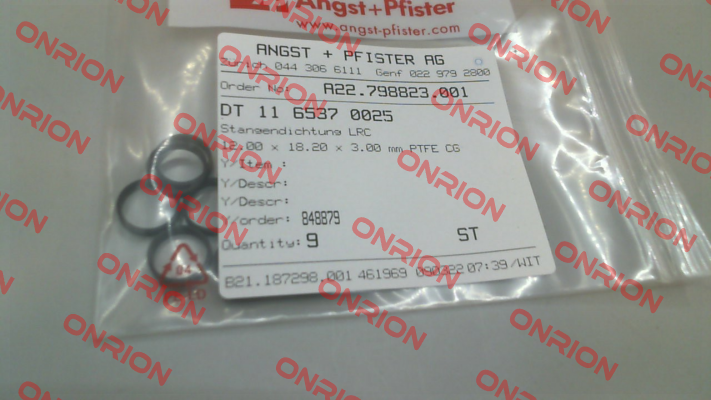 Angst+Pfister
www.angst-pfister.com
ANGST + PFISTER AG
Zurich 044 306 6111 Genf 022 979 2800
Order No: A22.798823.001
DT 11 6537 0025
Stangendichtung LRC
12.00 x 18.20 x 3.00 mm PTFE CG
Y/Item :
Y/Descr:
Y/Descr:
Y/order: 848879
Quantity: 9 ST
B21.187298.001 461969 090322 07:39/WIT
04
ONRION